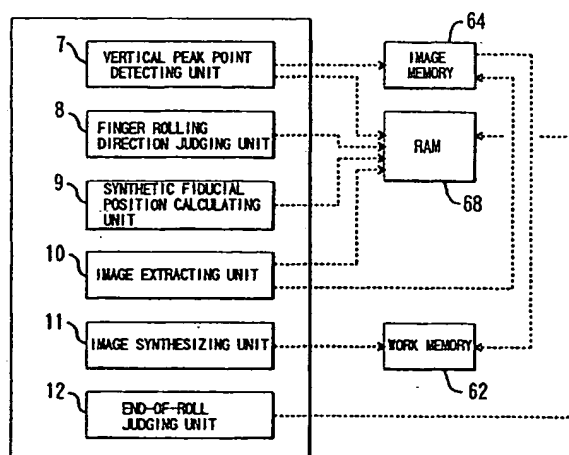 7
VERTICAL PEAK POINT
DETECTING UNIT
8
FINGER ROLLING
DIRECTION JUDGING UNIT
9
SYNTHETIC FIDUCIAL
POSITION CALCULATING
UNIT
10
IMAGE EXTRACTING UNIT
11
IMAGE SYNTHESIZING UNIT
12
END-OF-ROLL
JUDGING UNIT
64
IMAGE
MEMORY
RAM
68
WORK MEMORY
62